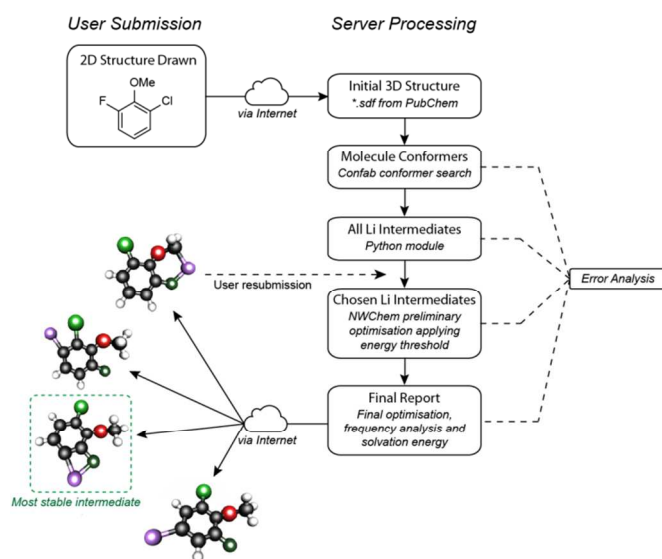 User Submission
Server Processing
2D Structure Drawn
OMe
F
Cl
via Internet
Initial 3D Structure
*.sdf from PubChem
Molecule Conformers
Confab conformer search
All Li Intermediates
Python module
User resubmission
Error Analysis
Chosen Li Intermediates
NWChem preliminary
optimisation applying
energy threshold
Final Report
Final optimisation,
frequency analysis and
solvation energy
via Internet
Most stable intermediate